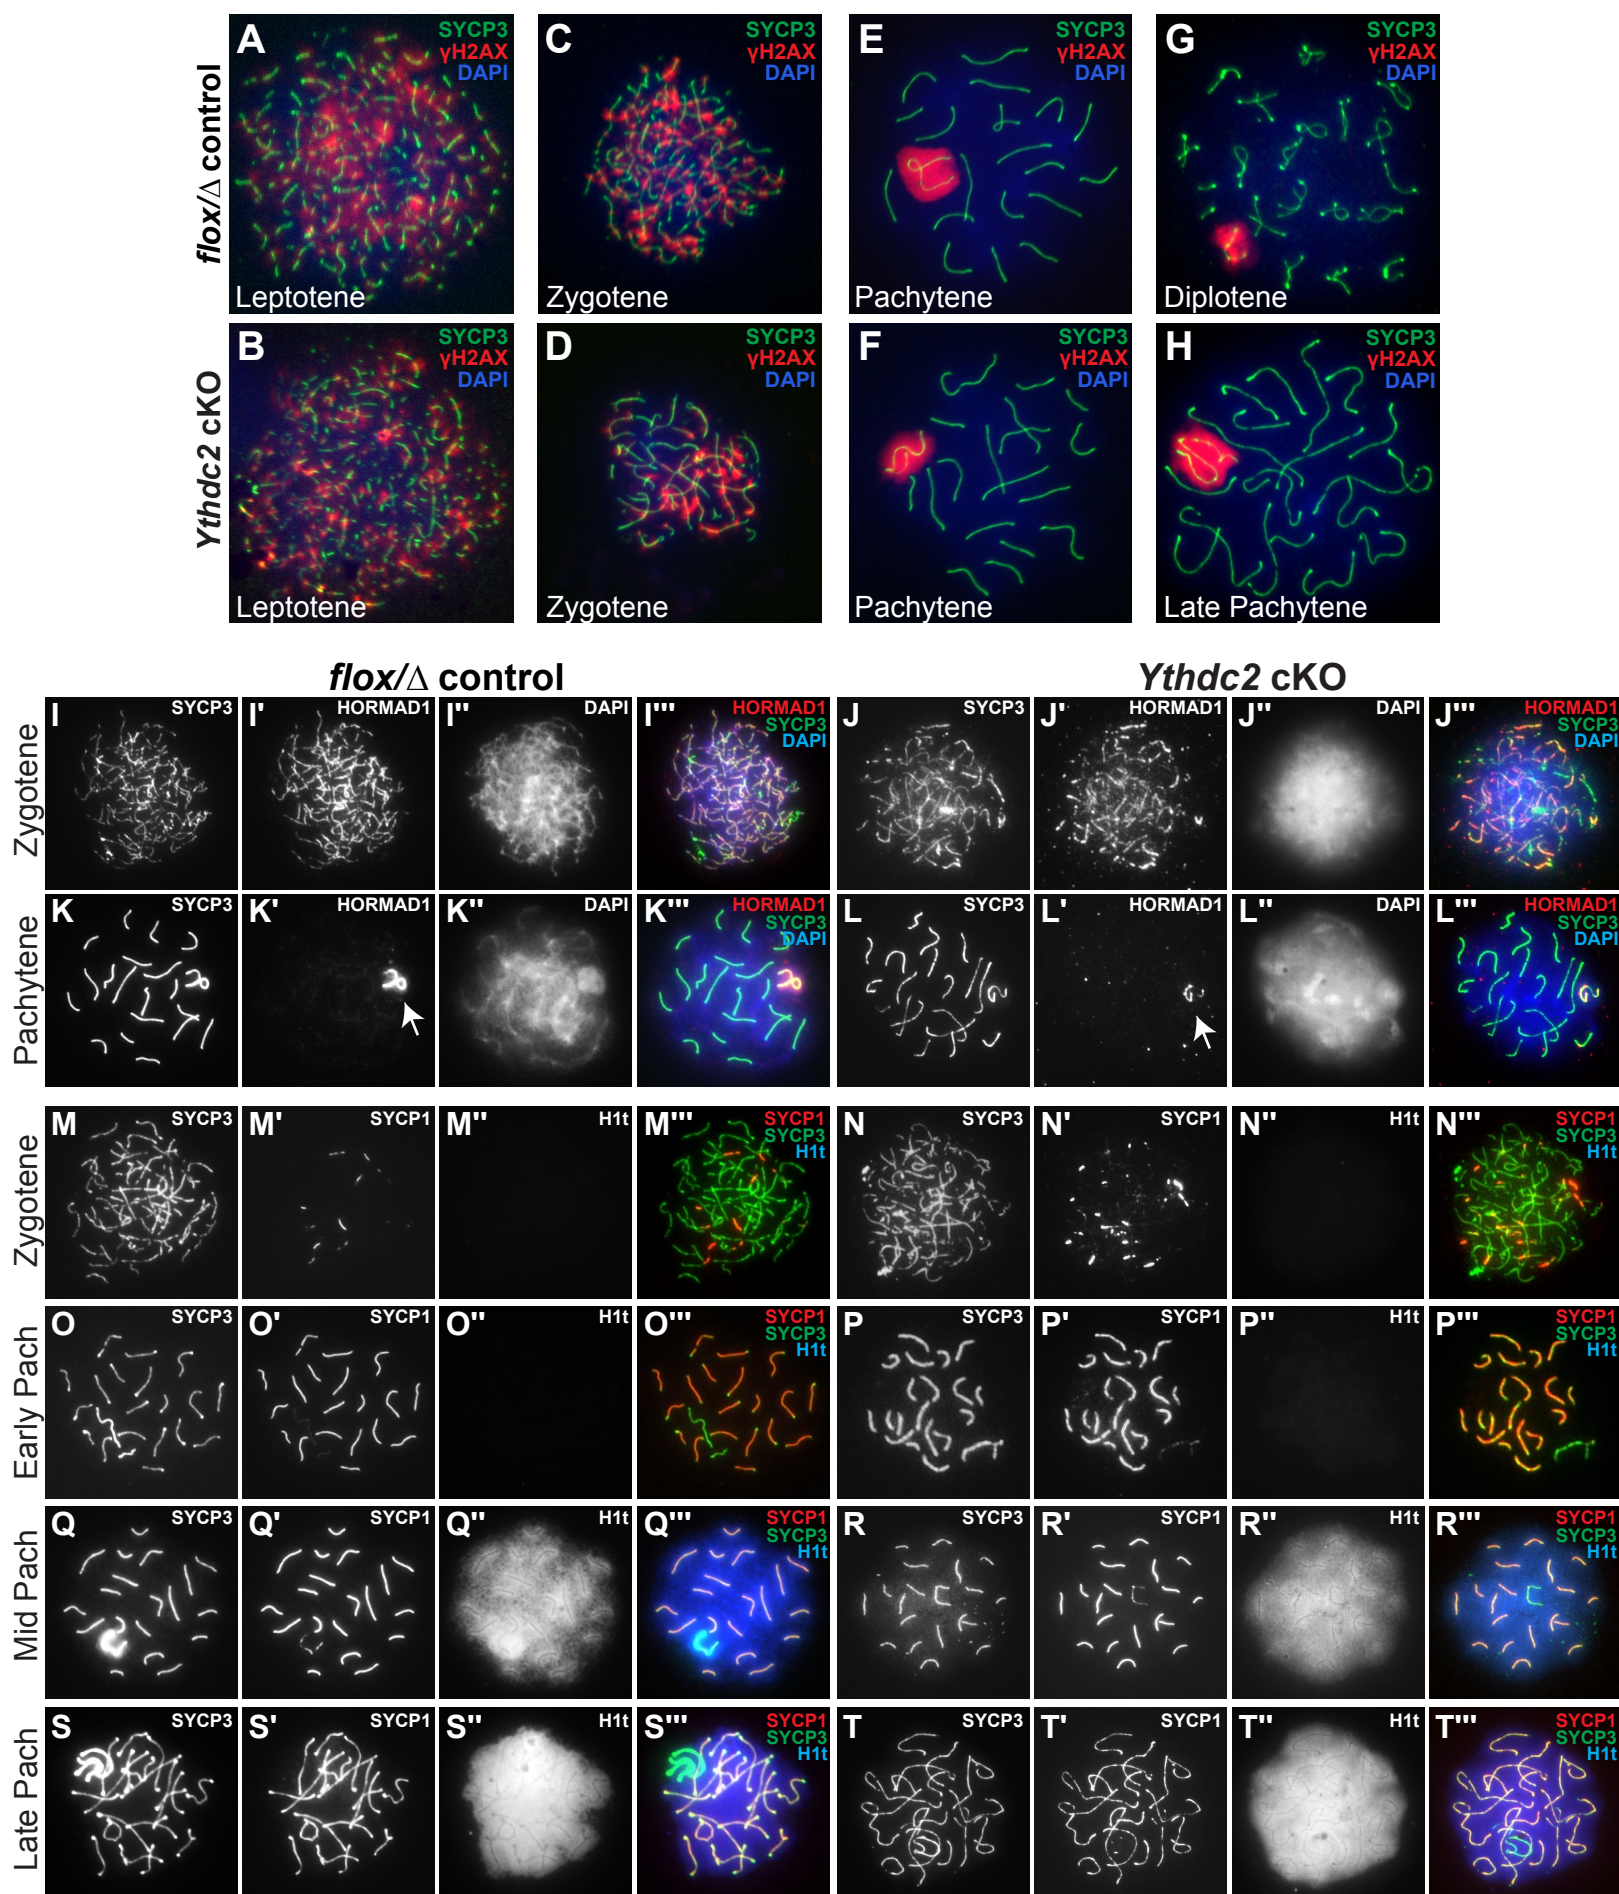 flox/Δ control
A
SYCP3
γH2AX
DAPI
Leptotene
C
SYCP3
γH2AX
DAPI
Zygotene
E
SYCP3
γH2AX
DAPI
Pachytene
G
SYCP3
γH2AX
DAPI
Diplotene
Ythdc2 cKO
B
SYCP3
γH2AX
DAPI
Leptotene
D
SYCP3
γH2AX
DAPI
Zygotene
F
SYCP3
γH2AX
DAPI
Pachytene
H
SYCP3
γH2AX
DAPI
Late Pachytene
flox/Δ control
Ythdc2 cKO
Zygotene
I
SYCP3
I'
HORMAD1
I''
DAPI
I'''
HORMAD1
SYCP3
DAPI
J
SYCP3
J'
HORMAD1
J''
DAPI
J'''
HORMAD1
SYCP3
DAPI
Pachytene
K
SYCP3
K'
HORMAD1
K''
DAPI
K'''
HORMAD1
SYCP3
DAPI
L
SYCP3
L'
HORMAD1
L''
DAPI
L'''
HORMAD1
SYCP3
DAPI
Zygotene
M
SYCP3
M'
SYCP1
M''
H1t
M'''
SYCP1
SYCP3
H1t
N
SYCP3
N'
SYCP1
N''
H1t
N'''
SYCP1
SYCP3
H1t
Early Pach
O
SYCP3
O'
SYCP1
O''
H1t
O'''
SYCP1
SYCP3
H1t
P
SYCP3
P'
SYCP1
P''
H1t
P'''
SYCP1
SYCP3
H1t
Mid Pach
Q
SYCP3
Q'
SYCP1
Q''
H1t
Q'''
SYCP1
SYCP3
H1t
R
SYCP3
R'
SYCP1
R''
H1t
R'''
SYCP1
SYCP3
H1t
Late Pach
S
SYCP3
S'
SYCP1
S''
H1t
S'''
SYCP1
SYCP3
H1t
T
SYCP3
T'
SYCP1
T''
H1t
T'''
SYCP1
SYCP3
H1t